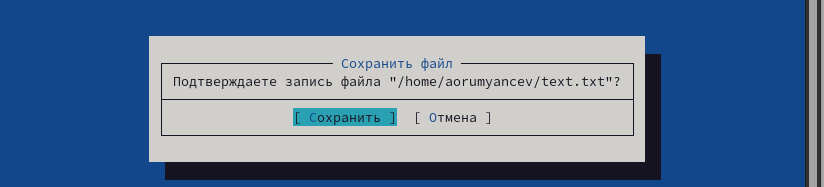 Сохранить файл
Подтверждаете запись файла "/home/aorumyancev/text.txt"?
[ Сохранить ] [ Отмена ]